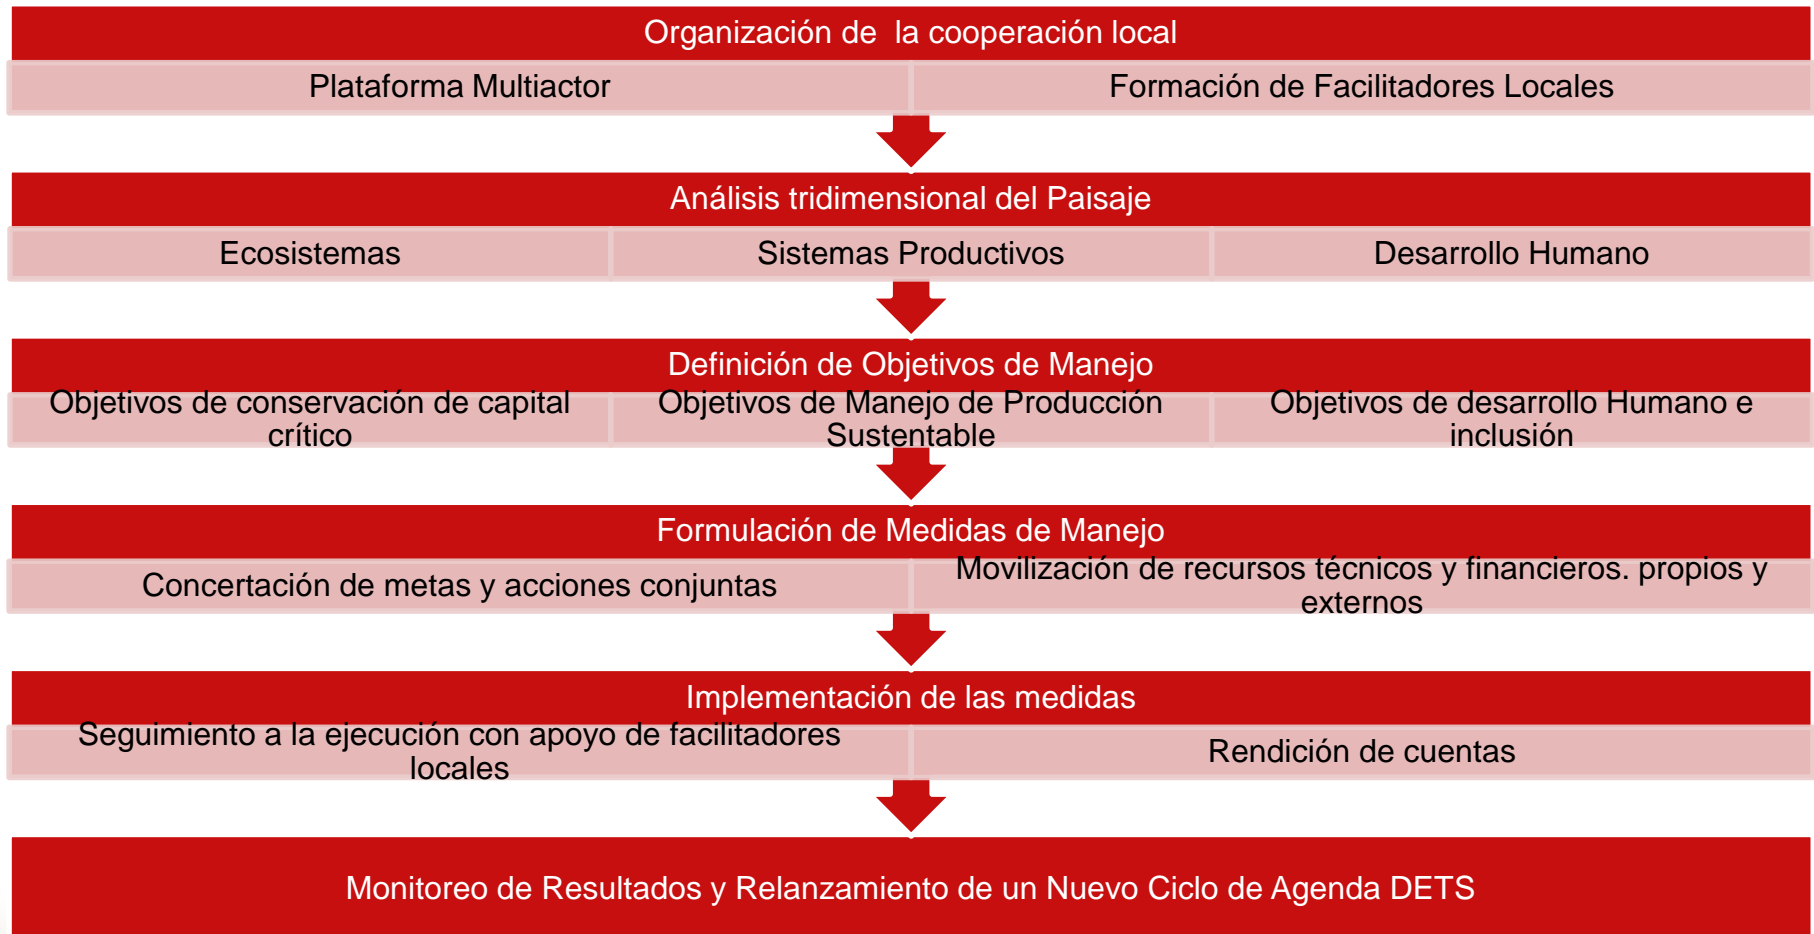 Organización de  la cooperación local
Plataforma Multiactor
Formación de Facilitadores Locales
Análisis tridimensional del Paisaje
Ecosistemas
Sistemas Productivos
Desarrollo Humano
Definición de Objetivos de Manejo
Objetivos de conservación de capital
crítico
Objetivos de Manejo de Producción
Sustentable
Objetivos de desarrollo Humano e
inclusión
Formulación de Medidas de Manejo
Concertación de metas y acciones conjuntas
Movilización de recursos técnicos y financieros. propios y
externos
Implementación de las medidas
Seguimiento a la ejecución con apoyo de facilitadores
locales
Rendición de cuentas
Monitoreo de Resultados y Relanzamiento de un Nuevo Ciclo de Agenda DETS